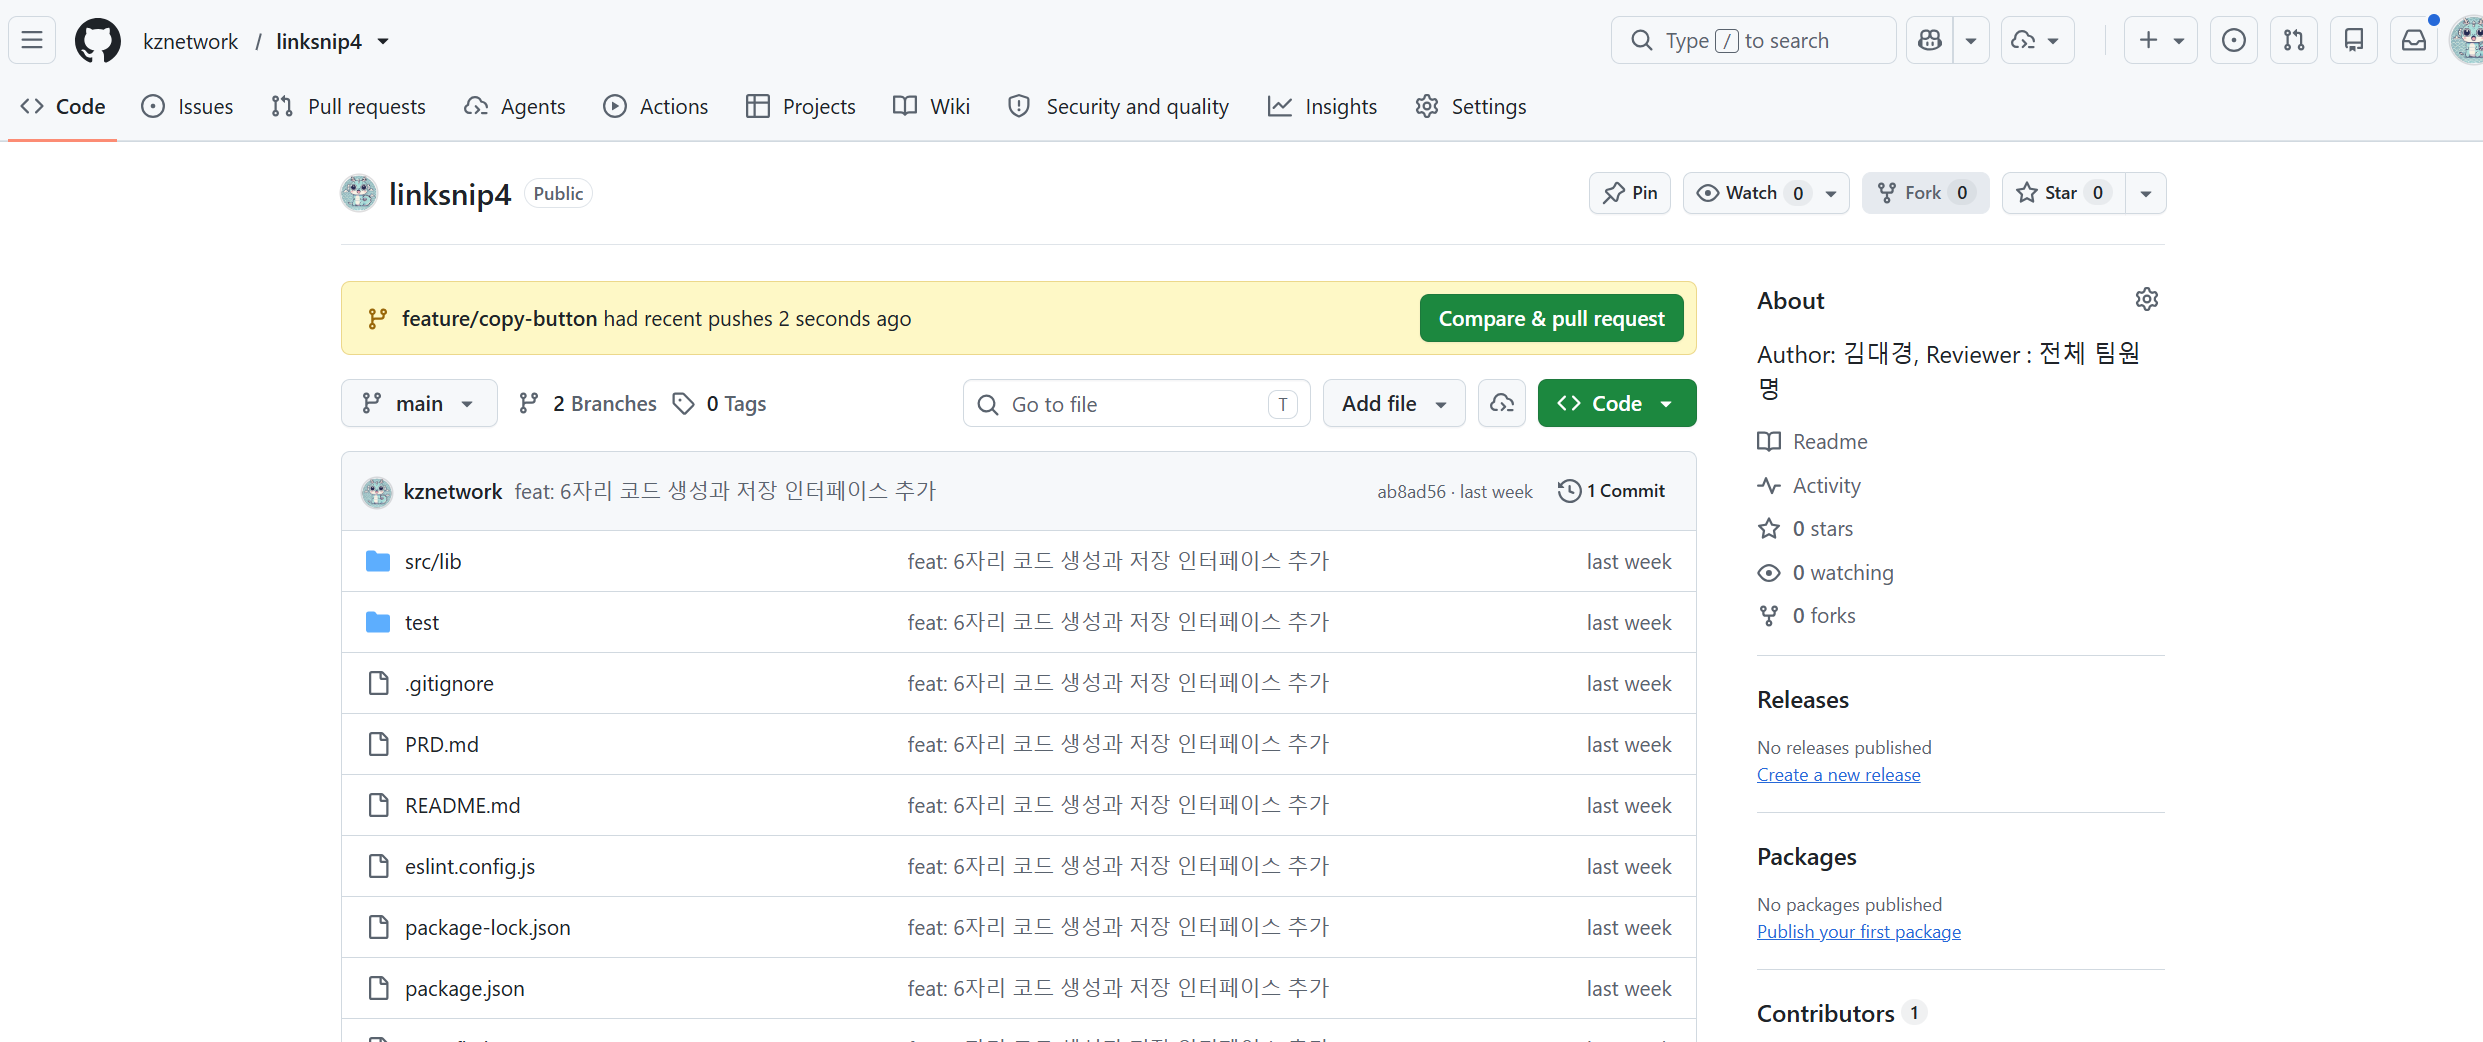 kznetwork / linksnip4
Type / to search
Code Issues Pull requests Agents Actions Projects Wiki Security and quality Insights Settings
linksnip4 Public
Pin Watch 0 Fork 0 Star 0
feature/copy-button had recent pushes 2 seconds ago Compare & pull request
main 2 Branches 0 Tags Go to file T Add file Code
kznetwork feat: 6자리 코드 생성과 저장 인터페이스 추가 ab8ad56 · last week 1 Commit
src/lib feat: 6자리 코드 생성과 저장 인터페이스 추가 last week
test feat: 6자리 코드 생성과 저장 인터페이스 추가 last week
.gitignore feat: 6자리 코드 생성과 저장 인터페이스 추가 last week
PRD.md feat: 6자리 코드 생성과 저장 인터페이스 추가 last week
README.md feat: 6자리 코드 생성과 저장 인터페이스 추가 last week
eslint.config.js feat: 6자리 코드 생성과 저장 인터페이스 추가 last week
package-lock.json feat: 6자리 코드 생성과 저장 인터페이스 추가 last week
package.json feat: 6자리 코드 생성과 저장 인터페이스 추가 last week
About
Author: 김대경, Reviewer : 전체 팀원
명
Readme
Activity
0 stars
0 watching
0 forks
Releases
No releases published
Create a new release
Packages
No packages published
Publish your first package
Contributors 1